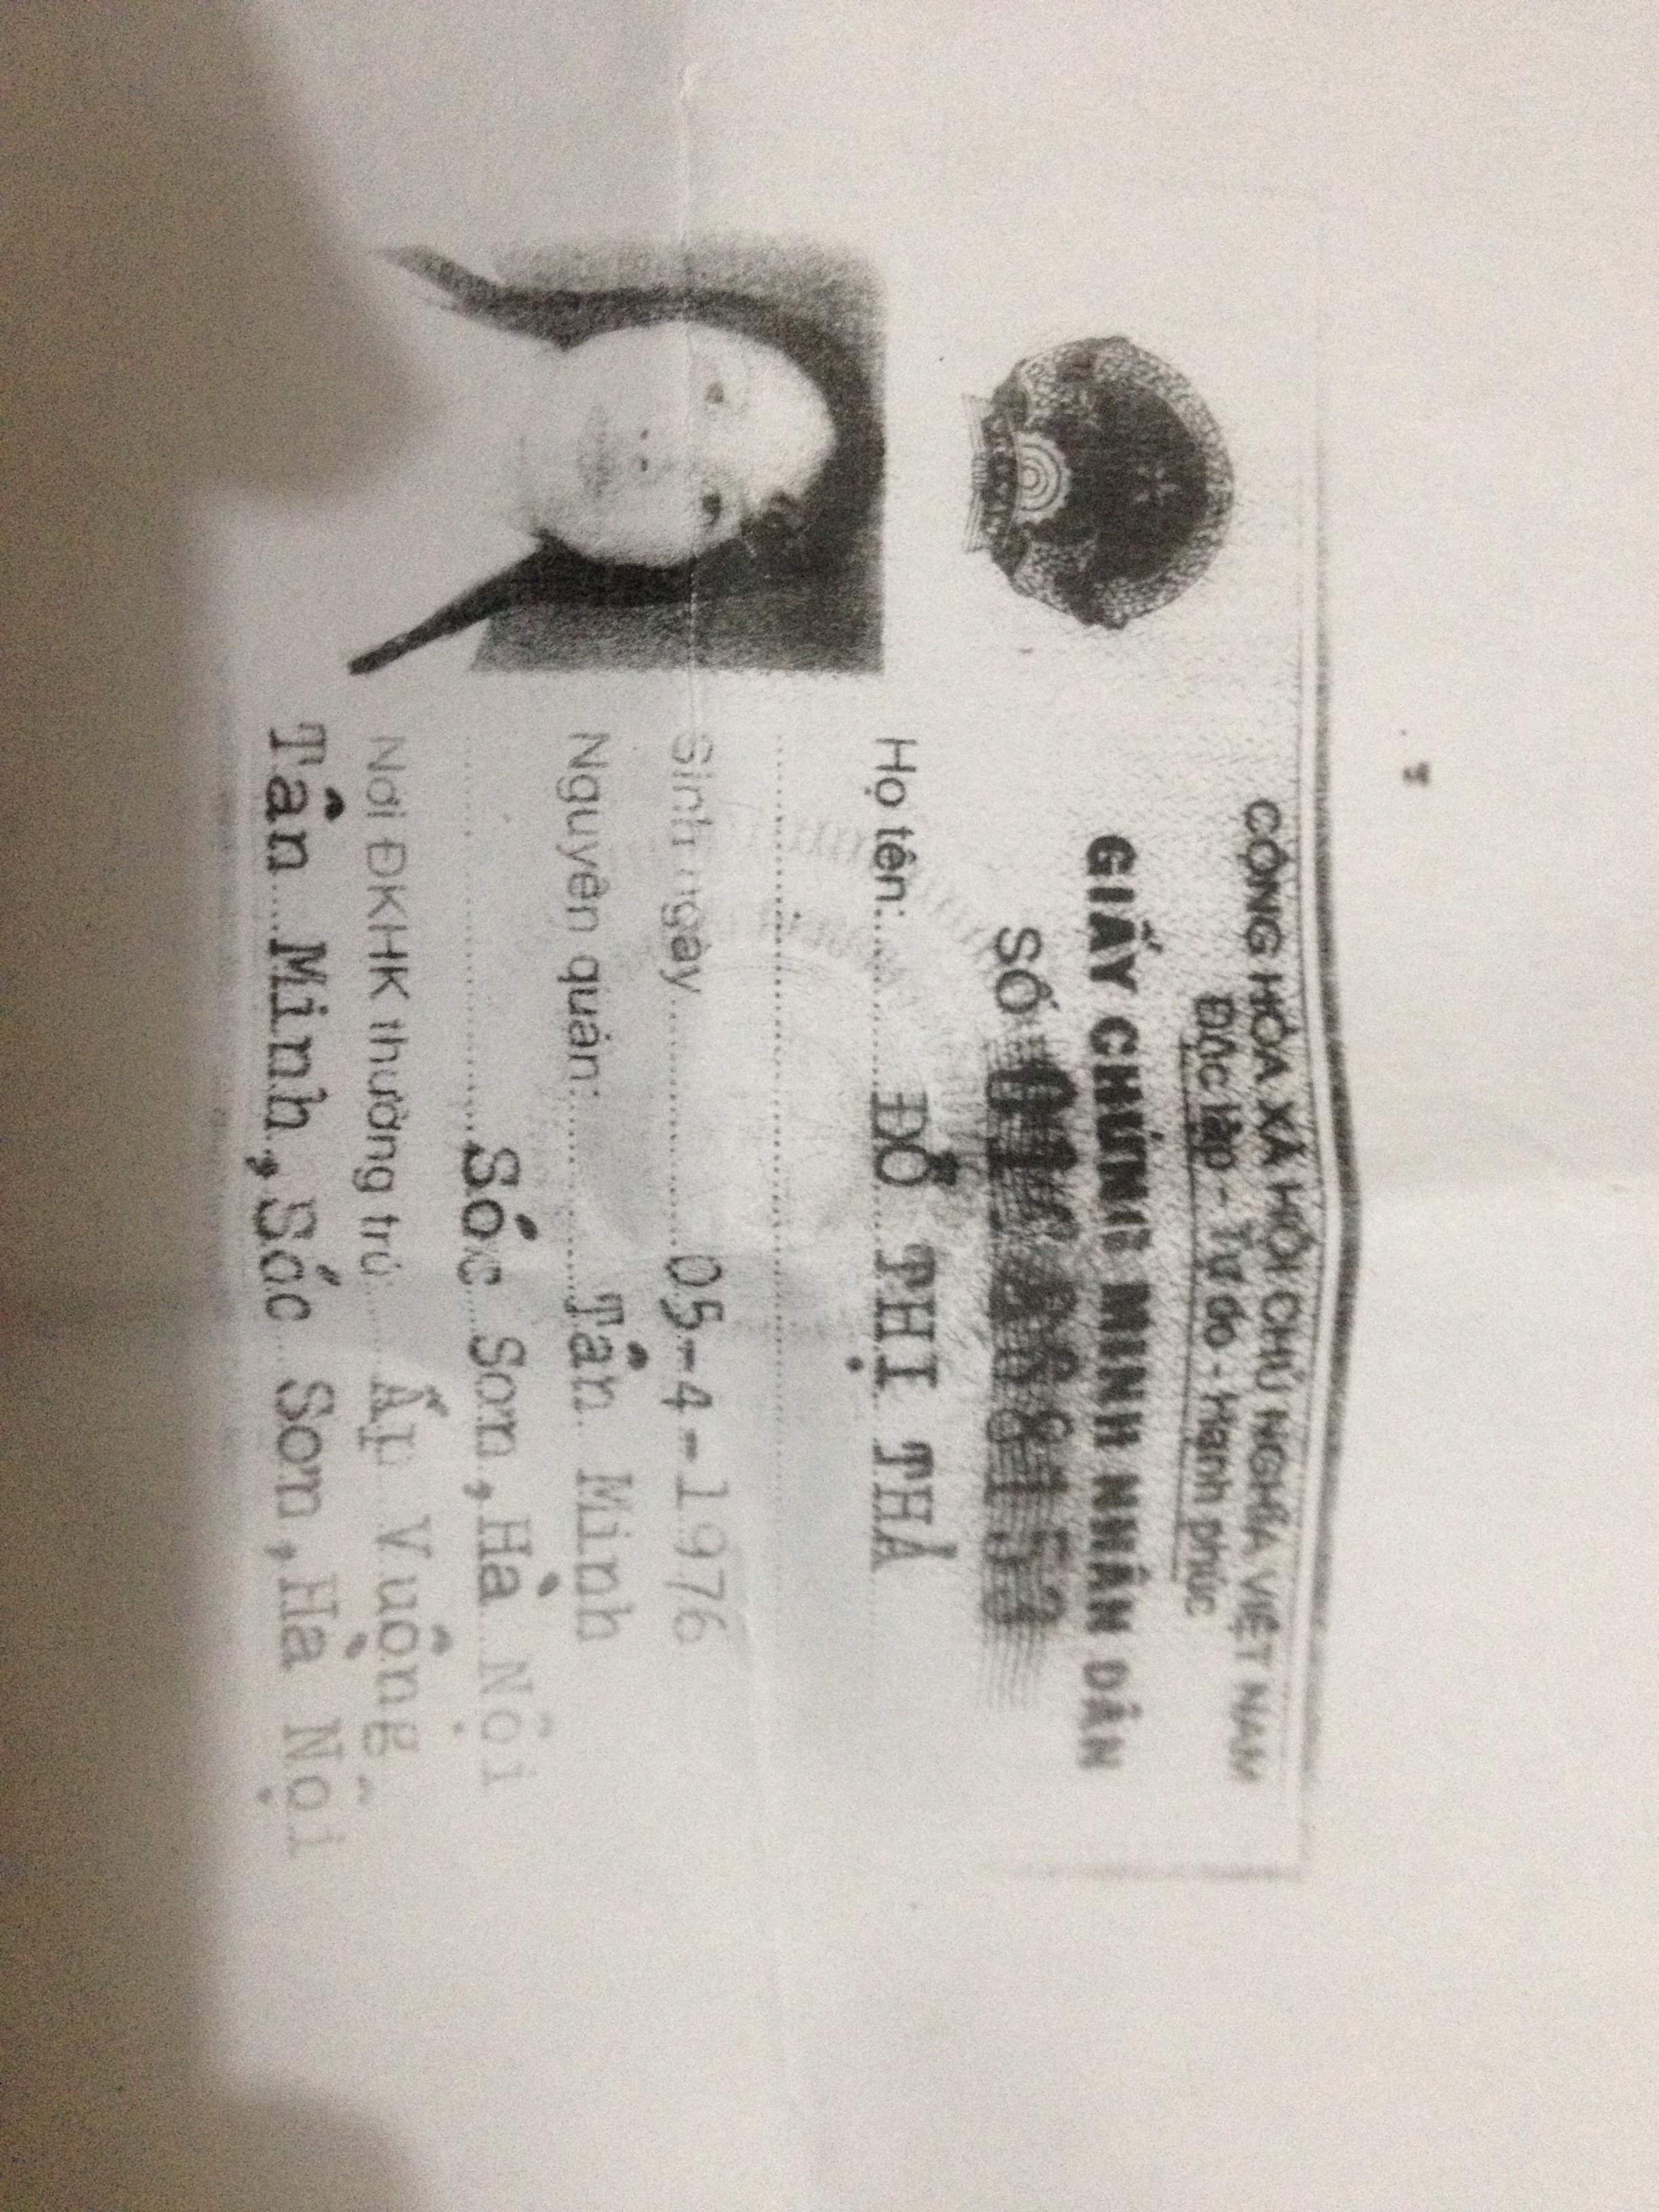 CỘNG HÒA XÃ HỘI CHỦ NGHĨA VIỆT NAM
Độc lập - Tự do - Hạnh phúc
GIẤY CHỨNG MINH NHÂN DÂN
SỐ
Họ tên: ĐỖ THỊ THÀ
Sinh ngày 05-4-1976
Nguyên quán: Tân Minh
Sóc Sơn, Hà Nội
Nơi ĐKHK thường trú Ấp Vuông
Tân Minh, Sóc Sơn, Hà Nội